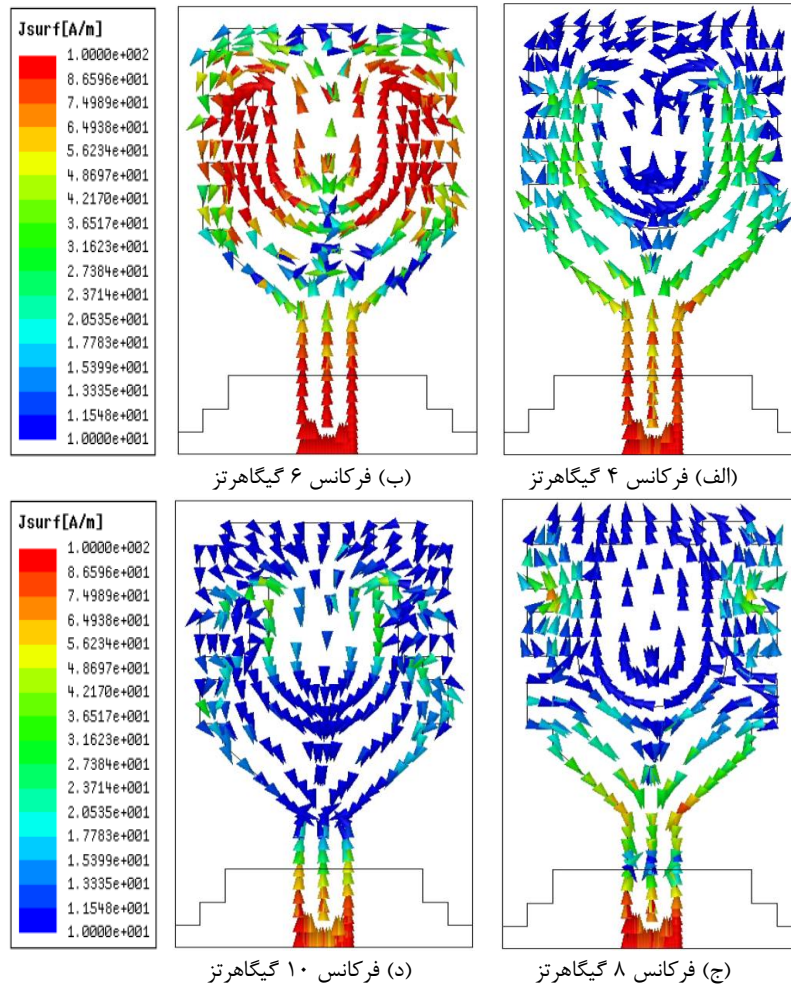 Jsurf[A/m]
1.0000e+002
8.6596e+001
7.4989e+001
6.4938e+001
5.6234e+001
4.8697e+001
4.2170e+001
3.6517e+001
3.1623e+001
2.7384e+001
2.3714e+001
2.0535e+001
1.7783e+001
1.5399e+001
1.3335e+001
1.1548e+001
1.0000e+001
(الف) فرکانس ۴ گیگاهرتز
(ب) فرکانس ۶ گیگاهرتز
Jsurf[A/m]
1.0000e+002
8.6596e+001
7.4989e+001
6.4938e+001
5.6234e+001
4.8697e+001
4.2170e+001
3.6517e+001
3.1623e+001
2.7384e+001
2.3714e+001
2.0535e+001
1.7783e+001
1.5399e+001
1.3335e+001
1.1548e+001
1.0000e+001
(ج) فرکانس ۸ گیگاهرتز
(د) فرکانس ۱۰ گیگاهرتز